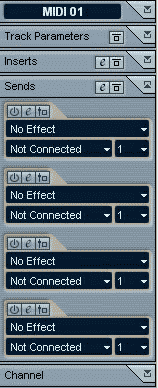 MIDI 01
Track Parameters
Inserts e
Sends
e
No Effect
Not Connected 1
e
No Effect
Not Connected 1
e
No Effect
Not Connected 1
e
No Effect
Not Connected 1
Channel